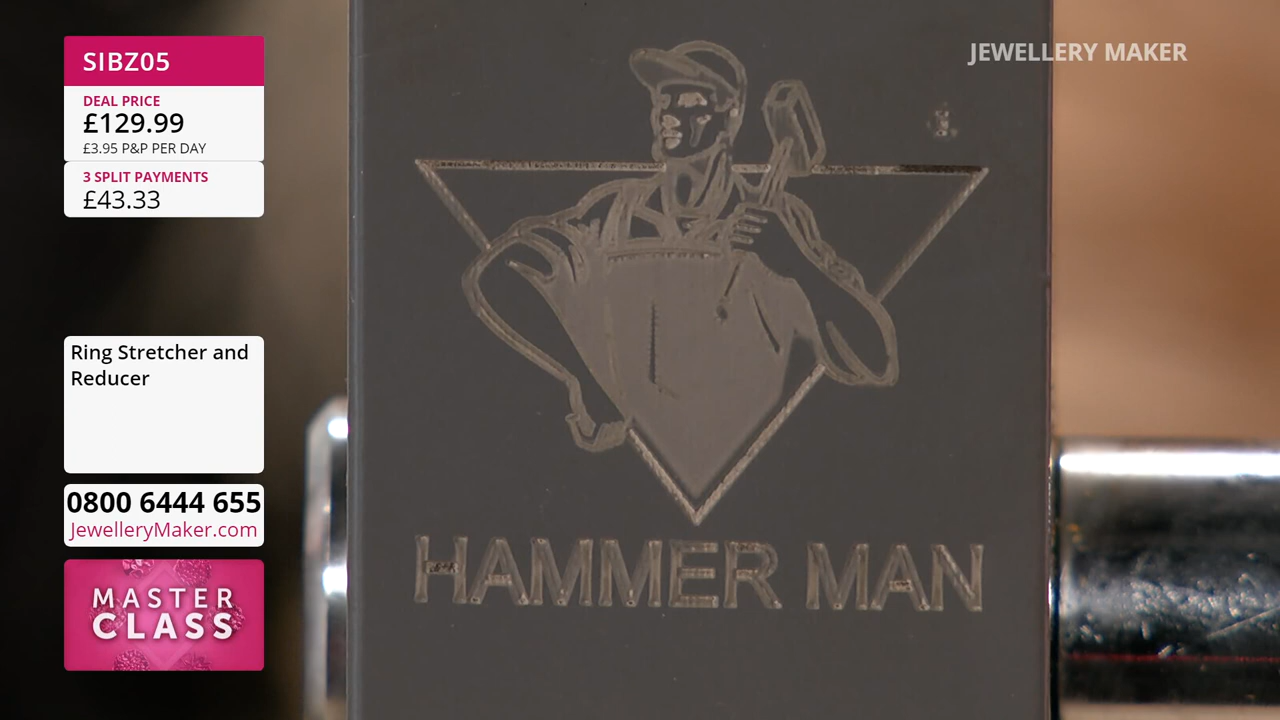 SIBZ05
DEAL PRICE
£129.99
£3.95 P&P PER DAY
3 SPLIT PAYMENTS
£43.33
Ring Stretcher and
Reducer
0800 6444 655
JewelleryMaker.com
MASTER
CLASS
JEWELLERY MAKER
HAMMER MAN